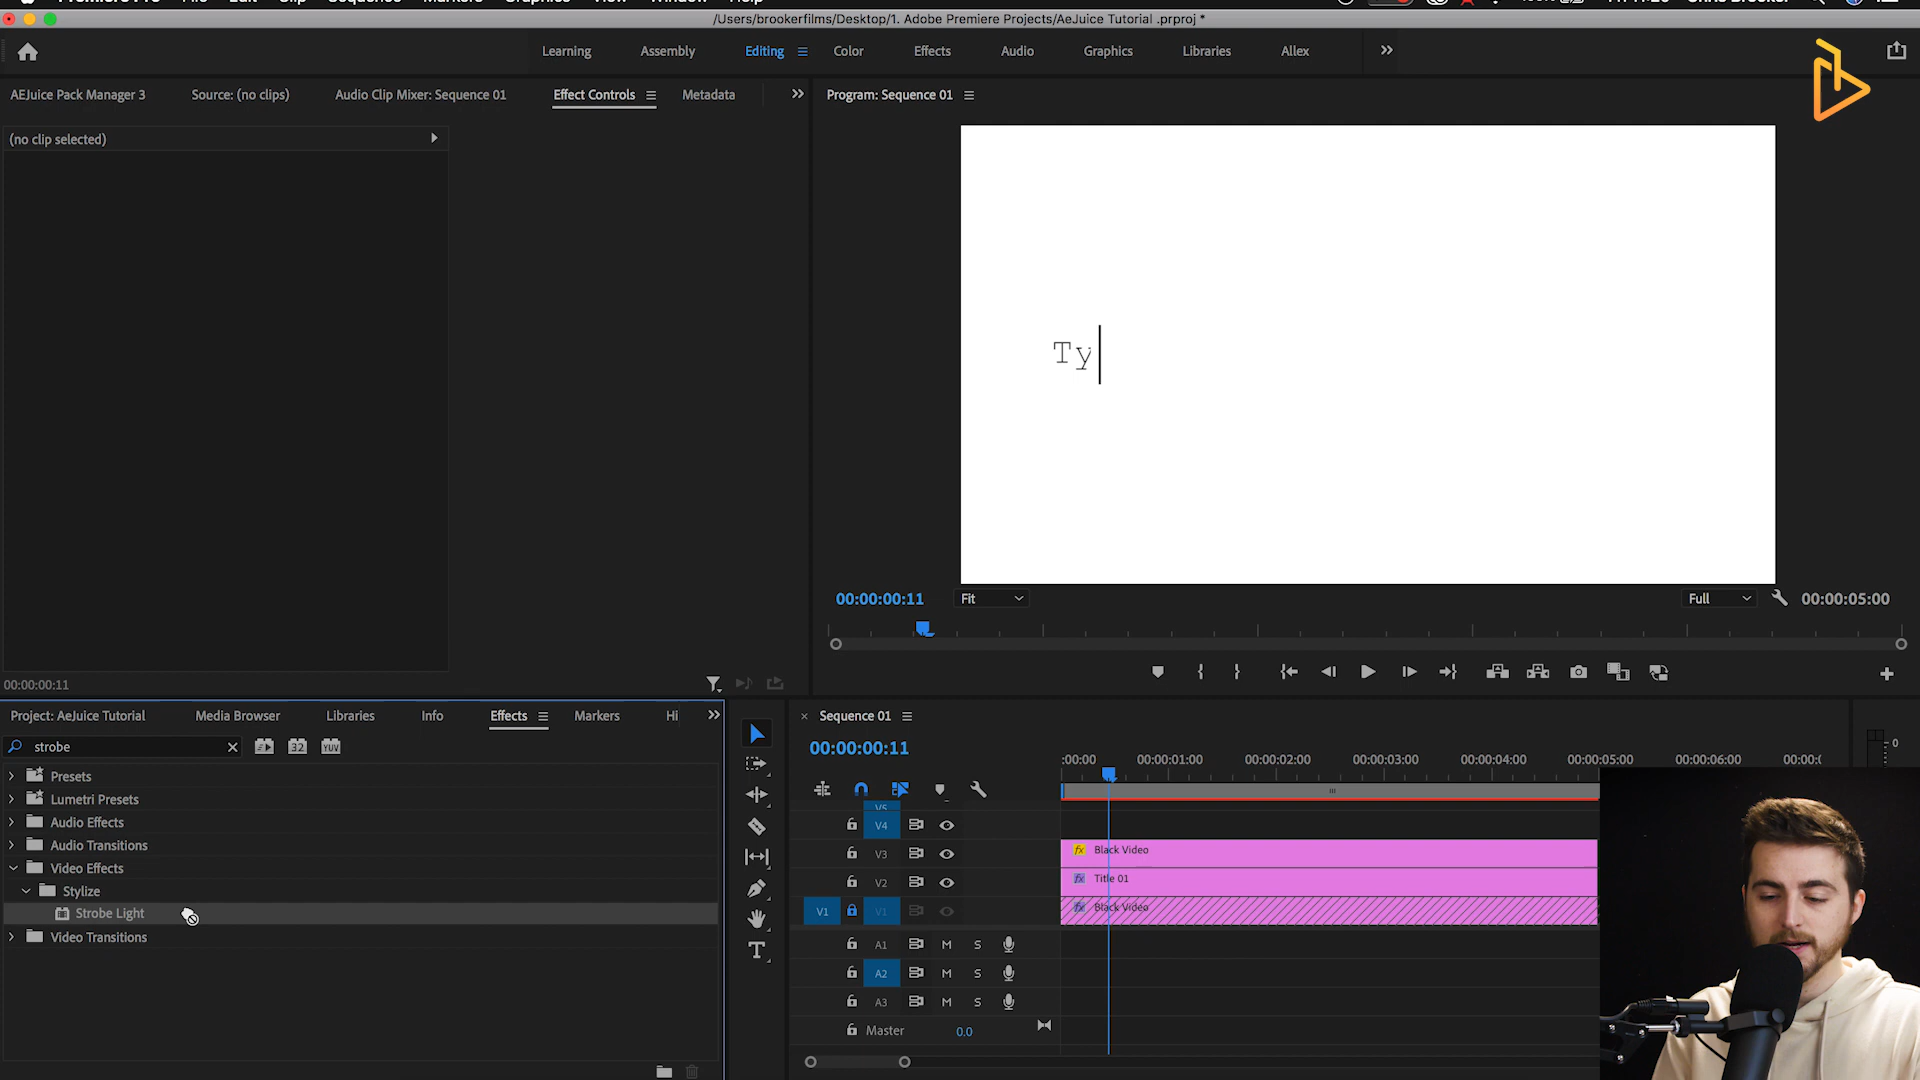 /Users/brookerfilms/Desktop/1. Adobe Premiere Projects/AeJuice Tutorial .prproj *
Learning Assembly Editing Color Effects Audio Graphics Libraries Allex
AEJuice Pack Manager 3 Source: (no clips) Audio Clip Mixer: Sequence 01 Effect Controls Metadata Program: Sequence 01
(no clip selected)
Ty
00:00:00:11 Fit Full 00:00:05:00
00:00:00:11
Project: AeJuice Tutorial Media Browser Libraries Info Effects Markers Hi
× Sequence 01
strobe
32 YUV
00:00:00:11
:00:00 00:00:01:00 00:00:02:00 00:00:03:00 00:00:04:00 00:00:05:00 00:00:06:00 00:00:
0
Presets
Lumetri Presets
Audio Effects
Audio Transitions
Video Effects
Stylize
Strobe Light
Video Transitions
V5
V4
V3 Black Video
V2 Title 01
V1 V1 Black Video
A1 M S
A2 M S
A3 M S
Master 0.0